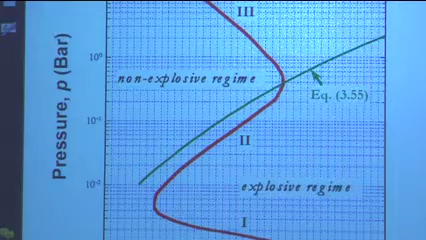 III
10⁰
non-explosive regime
Eq. (3.55)
Pressure, p (Bar)
10⁻¹
II
10⁻²
explosive regime
I